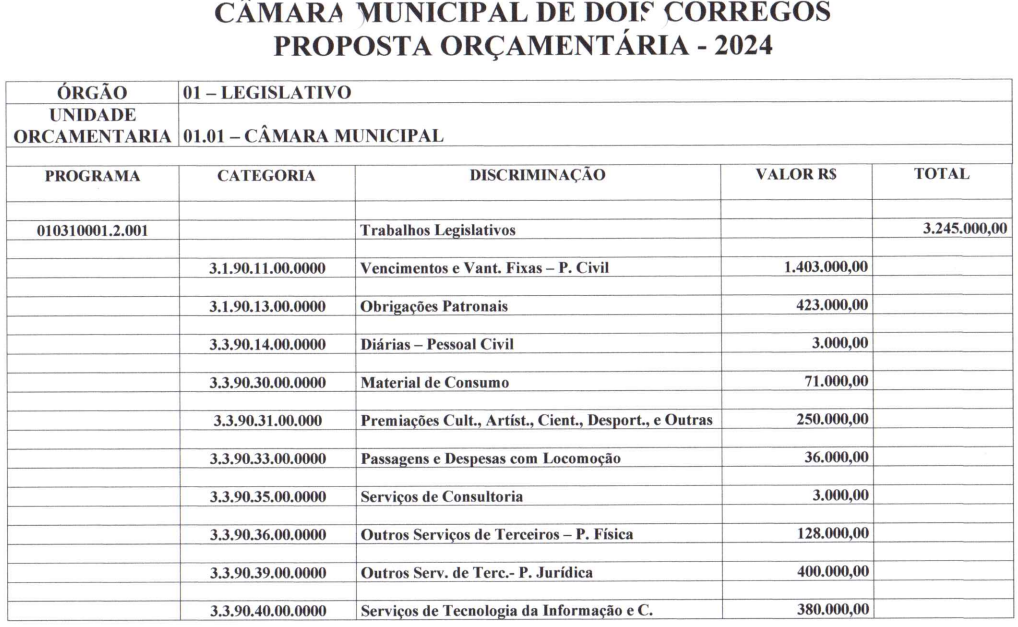 CÂMARA MUNICIPAL DE DOIS CORREGOS
PROPOSTA ORÇAMENTÁRIA - 2024
ÓRGÃO 01 – LEGISLATIVO
UNIDADE
ORCAMENTARIA 01.01 – CÂMARA MUNICIPAL
PROGRAMA CATEGORIA DISCRIMINAÇÃO VALOR R$ TOTAL
010310001.2.001 Trabalhos Legislativos 3.245.000,00
3.1.90.11.00.0000 Vencimentos e Vant. Fixas – P. Civil 1.403.000,00
3.1.90.13.00.0000 Obrigações Patronais 423.000,00
3.3.90.14.00.0000 Diárias – Pessoal Civil 3.000,00
3.3.90.30.00.0000 Material de Consumo 71.000,00
3.3.90.31.00.000 Premiações Cult., Artíst., Cient., Desport., e Outras 250.000,00
3.3.90.33.00.0000 Passagens e Despesas com Locomoção 36.000,00
3.3.90.35.00.0000 Serviços de Consultoria 3.000,00
3.3.90.36.00.0000 Outros Serviços de Terceiros – P. Física 128.000,00
3.3.90.39.00.0000 Outros Serv. de Terc.- P. Jurídica 400.000,00
3.3.90.40.00.0000 Serviços de Tecnologia da Informação e C. 380.000,00